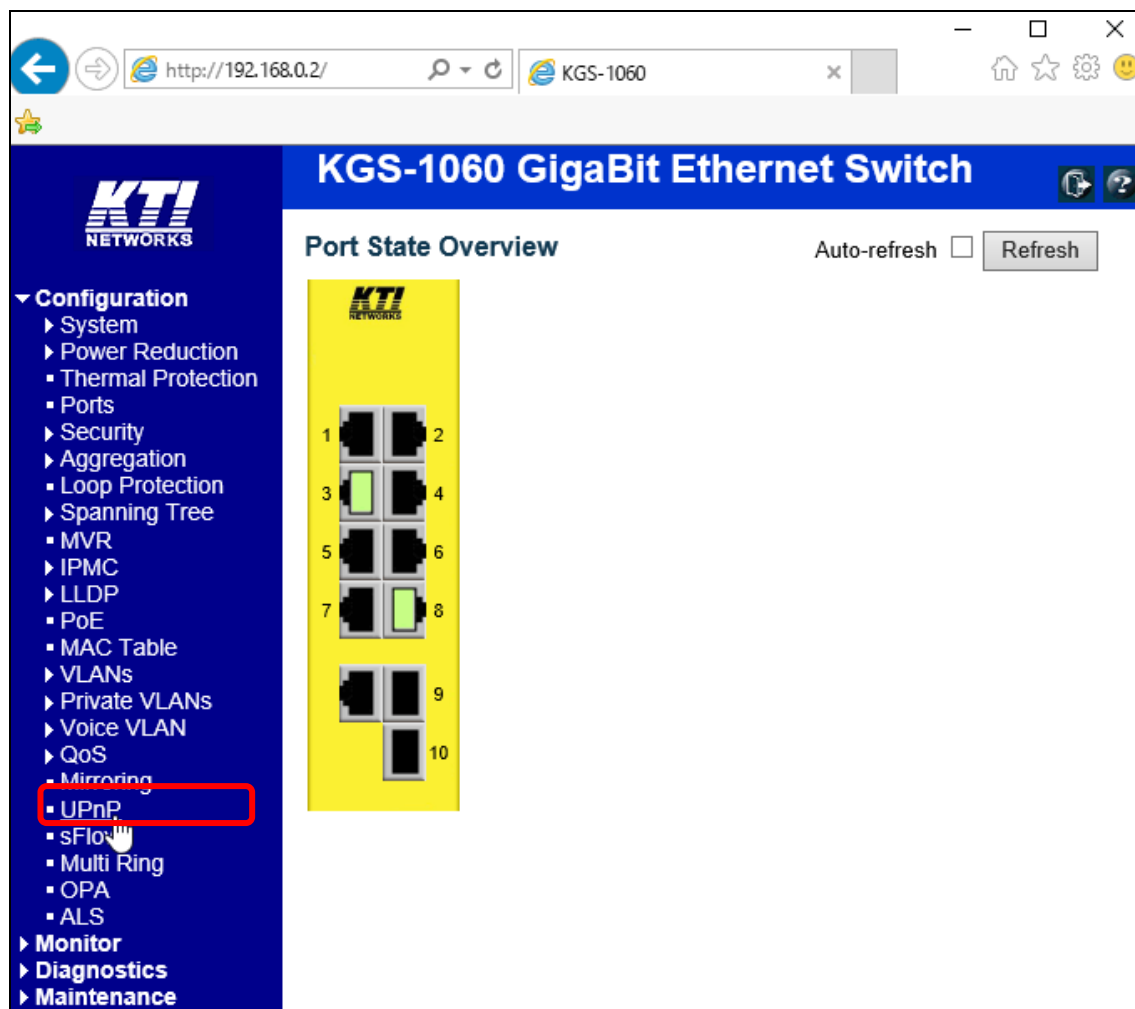 http://192.168.0.2/
KGS-1060
KTI
NETWORKS
KGS-1060 GigaBit Ethernet Switch
Port State Overview
Auto-refresh
Refresh
Configuration
System
Power Reduction
Thermal Protection
Ports
Security
Aggregation
Loop Protection
Spanning Tree
MVR
IPMC
LLDP
PoE
MAC Table
VLANs
Private VLANs
Voice VLAN
QoS
Mirroring
UPnP
sFlow
Multi Ring
OPA
ALS
Monitor
Diagnostics
Maintenance
KTI
NETWORKS
1 2
3 4
5 6
7 8
9
10